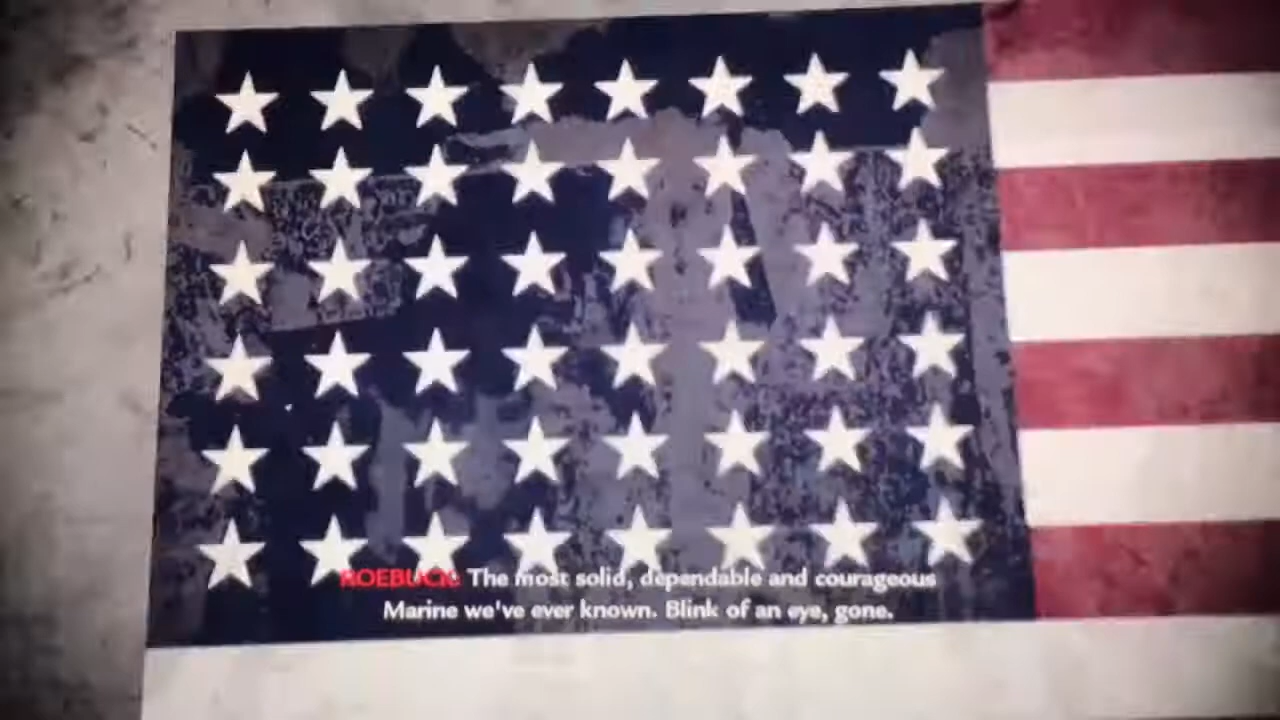 ROEBUCK: The most solid, dependable and courageous
Marine we've ever known. Blink of an eye, gone.